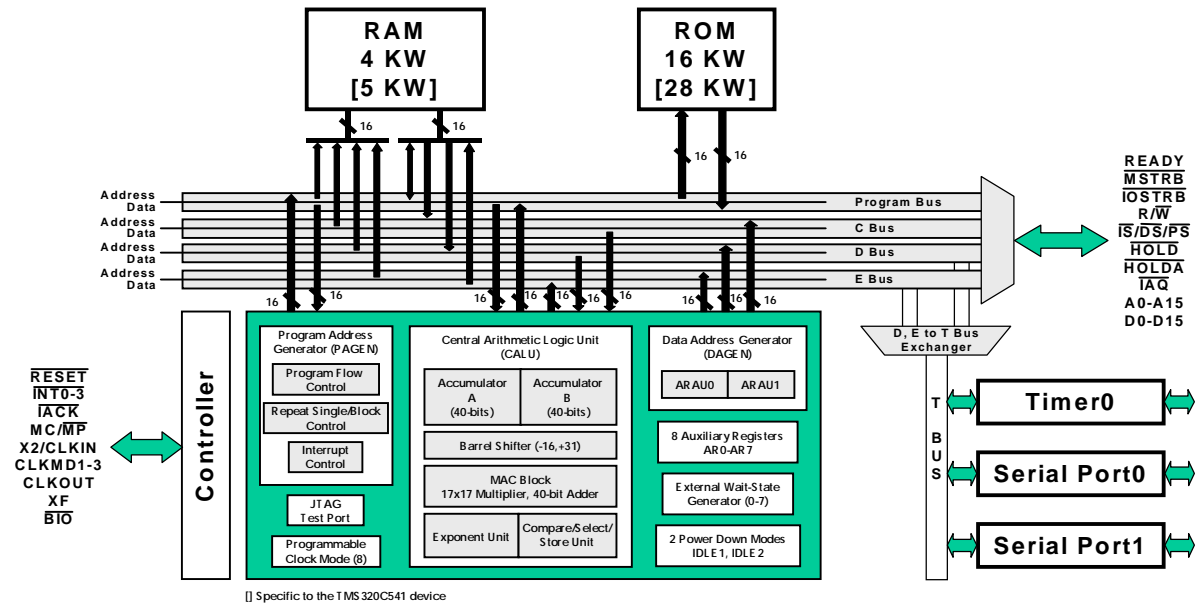 RAM
4 KW
[5 KW]
ROM
16 KW
[28 KW]
16
16
16
16
Address
Data
Program Bus
Address
Data
C Bus
Address
Data
D Bus
Address
Data
E Bus
READY
MSTRB
IOSTRB
R/W
IS/DS/PS
HOLD
HOLDA
IAQ
A0-A15
D0-D15
16
16
16
16
16
16
16
16
16
D, E to T Bus
Exchanger
RESET
INT0-3
IACK
MC/MP
X2/CLKIN
CLKMD1-3
CLKOUT
XF
BIO
Controller
Program Address
Generator (PAGEN)
Program Flow
Control
Repeat Single/Block
Control
Interrupt
Control
JTAG
Test Port
Programmable
Clock Mode (8)
Central Arithmetic Logic Unit
(CALU)
Accumulator
A
(40-bits)
Accumulator
B
(40-bits)
Barrel Shifter (-16,+31)
MAC Block
17x17 Multiplier, 40-bit Adder
Exponent Unit
Compare/Select/
Store Unit
Data Address Generator
(DAGEN)
ARAU0
ARAU1
8 Auxiliary Registers
AR0-AR7
External Wait-State
Generator (0-7)
2 Power Down Modes
IDLE1, IDLE2
T
BUS
Timer0
Serial Port0
Serial Port1
[] Specific to the TMS320C541 device